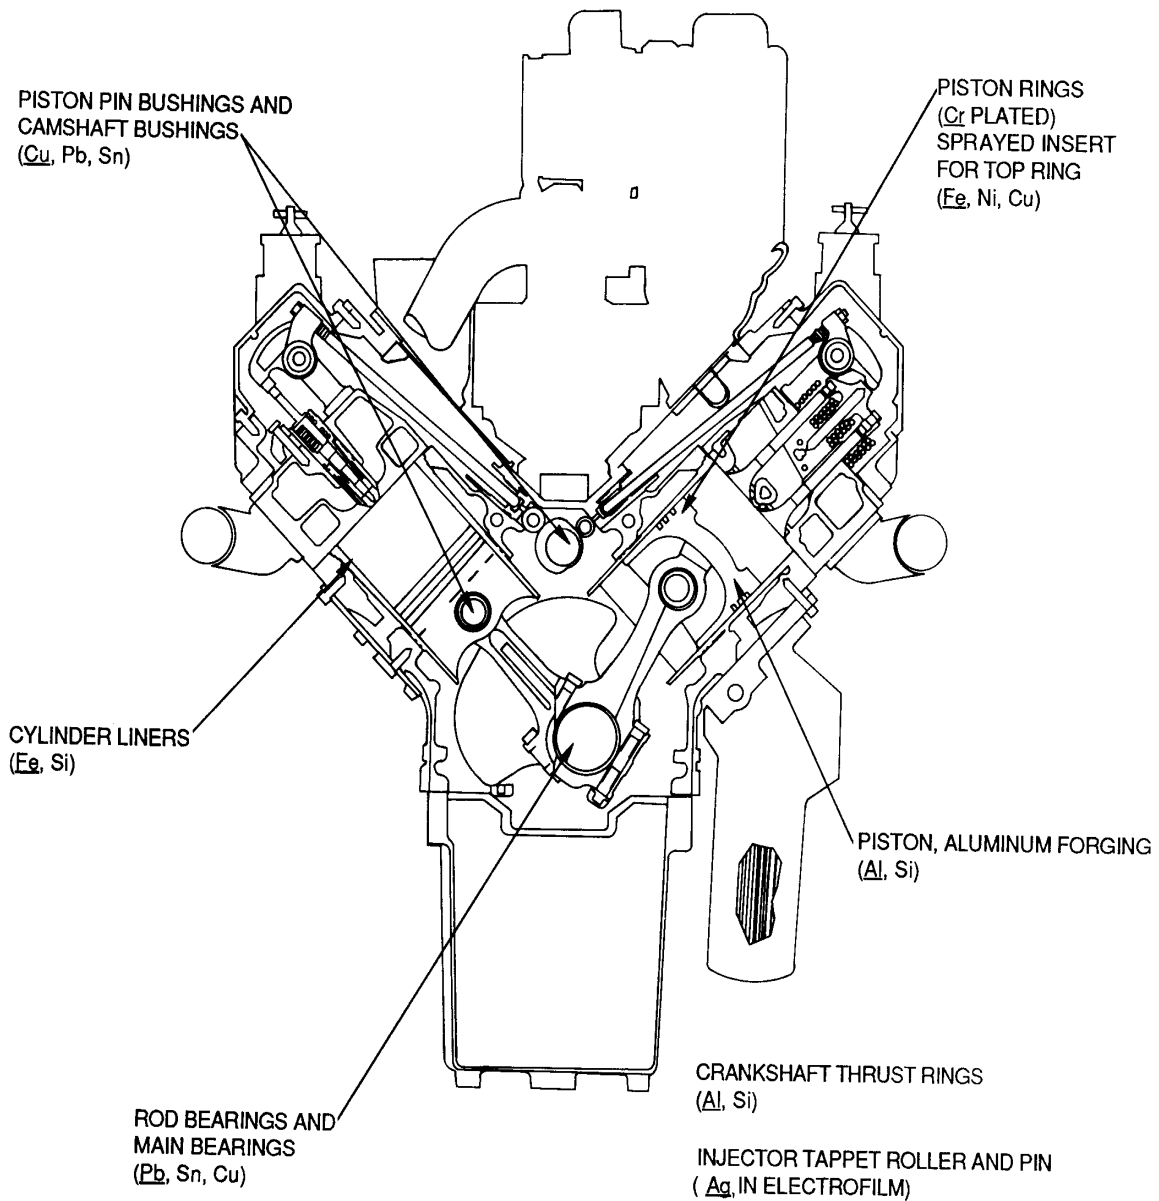 PISTON PIN BUSHINGS AND
CAMSHAFT BUSHINGS
(Cu, Pb, Sn)
PISTON RINGS
(Cr PLATED)
SPRAYED INSERT
FOR TOP RING
(Fe, Ni, Cu)
CYLINDER LINERS
(Fe, Si)
PISTON, ALUMINUM FORGING
(Al, Si)
ROD BEARINGS AND
MAIN BEARINGS
(Pb, Sn, Cu)
CRANKSHAFT THRUST RINGS
(Al, Si)
INJECTOR TAPPET ROLLER AND PIN
( Ag, IN ELECTROFILM)